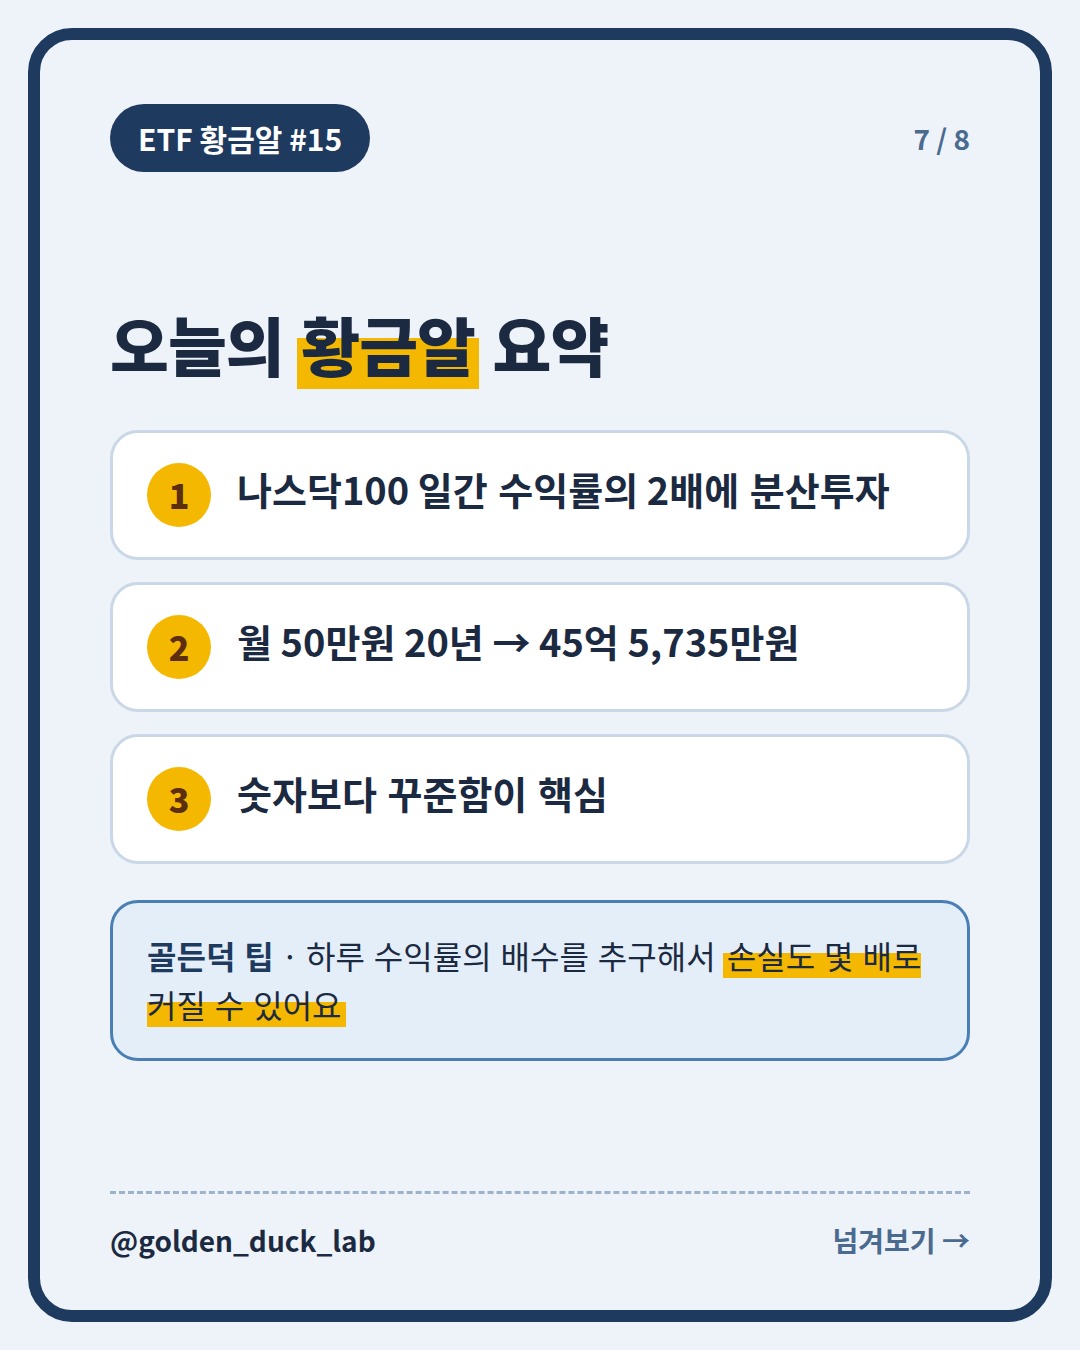 ETF 황금알 #15
7 / 8
오늘의 황금알 요약
1 나스닥100 일간 수익률의 2배에 분산투자
2 월 50만원 20년 → 45억 5,735만원
3 숫자보다 꾸준함이 핵심
골든덕 팁 · 하루 수익률의 배수를 추구해서 손실도 몇 배로
커질 수 있어요
@golden_duck_lab
넘겨보기 →